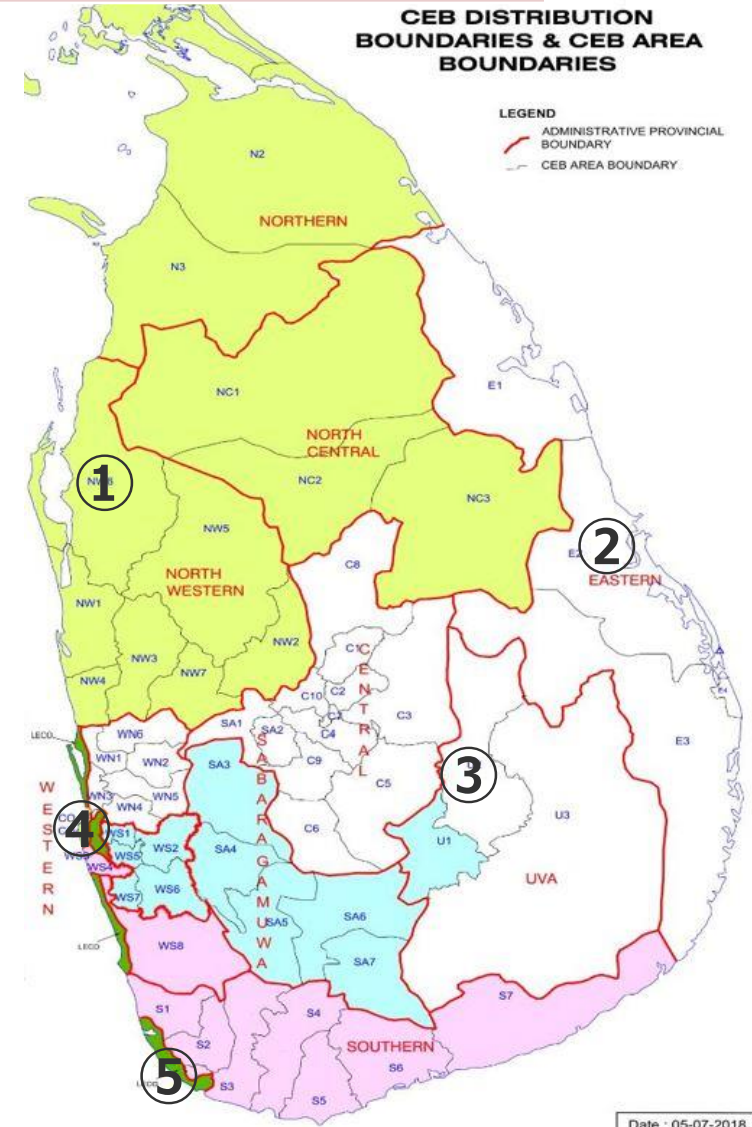 CEB DISTRIBUTION
BOUNDARIES & CEB AREA
BOUNDARIES
LEGEND
ADMINISTRATIVE PROVINCIAL
BOUNDARY
CEB AREA BOUNDARY
N2
NORTHERN
N3
NC1
E1
NORTH
CENTRAL
NC2
NC3
1
NW5
2
EASTERN
C8
NORTH
WESTERN
NW1
NW2
NW3
NW7
NW4
CENTRAL
C10
C2
C3
C4
SA1
SA2
LECO
WN6
WN1
WN2
SA3
SABARAGAMUWA
C9
C5
E3
3
WN3
WN5
WN4
WESTERN
4
WS1
WS2
WS5
C6
U3
U1
SA4
UVA
WS4
WS7
WS6
SA5
SA6
LECO
WS8
SA7
S7
S1
S4
S2
SOUTHERN
5
S3
S6
S5
Date : 05-07-2018